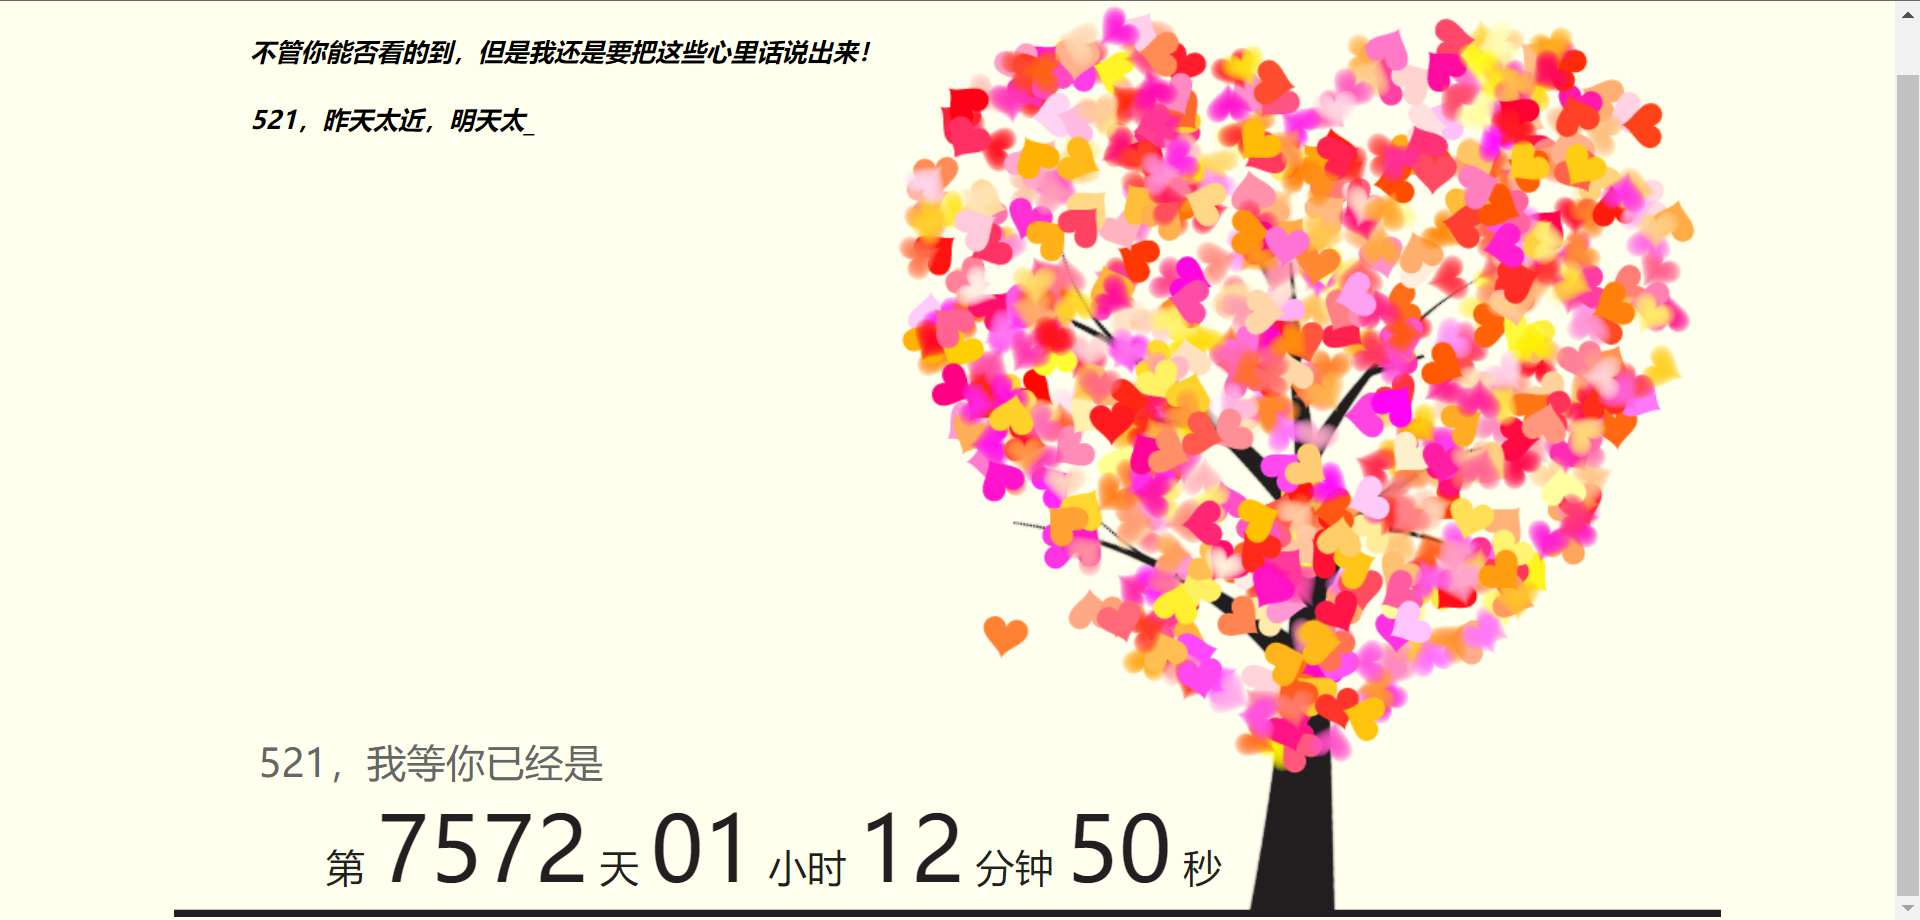 不管你能否看的到，但是我还是要把这些心里话说出来！
521，昨天太近，明天太_
521，我等你已经是
第 7572 天 01 小时 12 分钟 50 秒